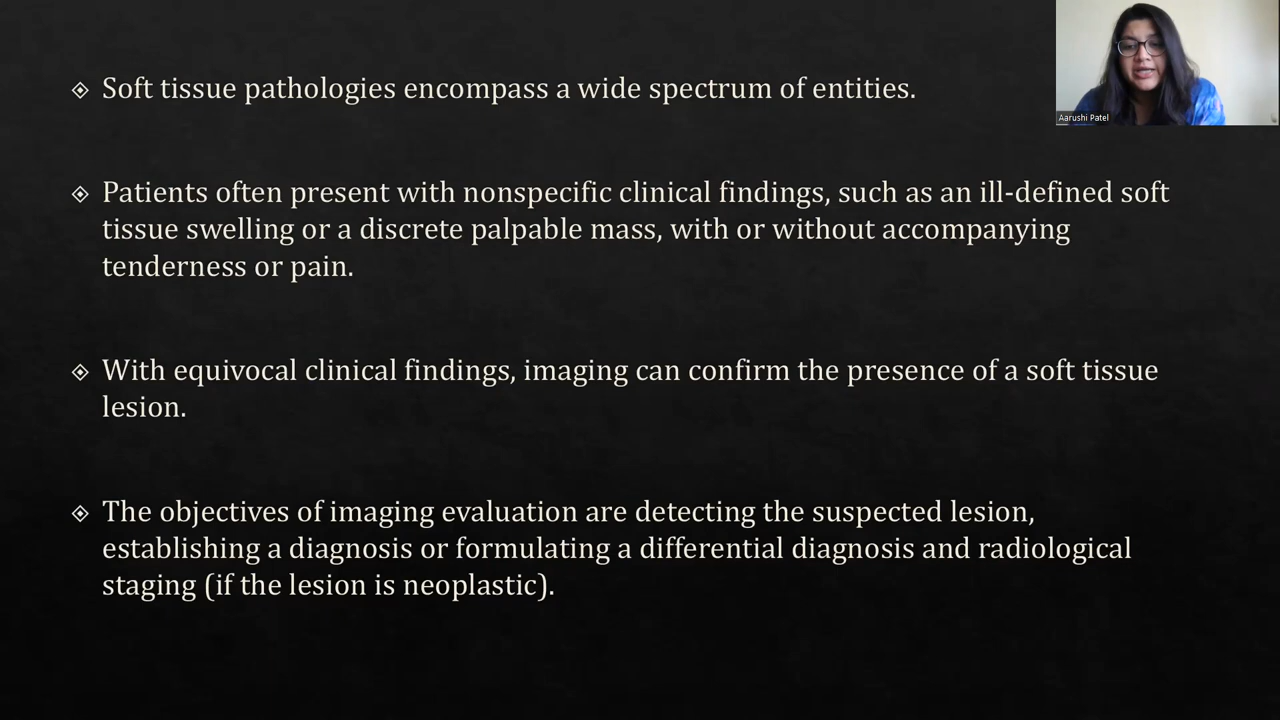 Soft tissue pathologies encompass a wide spectrum of entities.
Patients often present with nonspecific clinical findings, such as an ill-defined soft
tissue swelling or a discrete palpable mass, with or without accompanying
tenderness or pain.
With equivocal clinical findings, imaging can confirm the presence of a soft tissue
lesion.
The objectives of imaging evaluation are detecting the suspected lesion,
establishing a diagnosis or formulating a differential diagnosis and radiological
staging (if the lesion is neoplastic).
Aarushi Patel